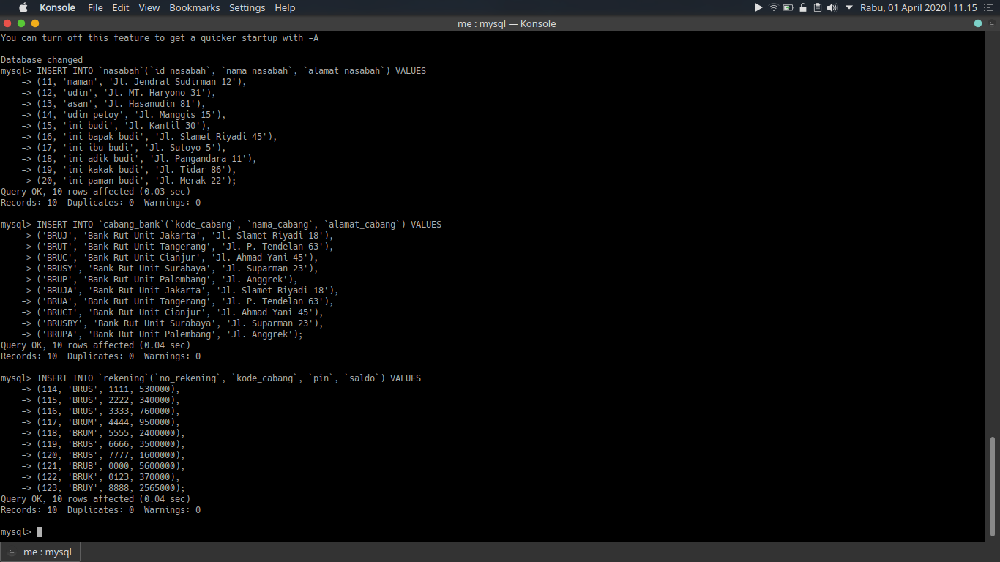 Konsole File Edit View Bookmarks Settings Help Rabu, 01 April 2020 11.15
me : mysql — Konsole
You can turn off this feature to get a quicker startup with -A
Database changed
mysql> INSERT INTO `nasabah`(`id_nasabah`, `nama_nasabah`, `alamat_nasabah`) VALUES
    -> (11, 'maman', 'Jl. Jendral Sudirman 12'),
    -> (12, 'udin', 'Jl. MT. Haryono 31'),
    -> (13, 'asan', 'Jl. Hasanudin 81'),
    -> (14, 'udin petoy', 'Jl. Manggis 15'),
    -> (15, 'ini budi', 'Jl. Kantil 30'),
    -> (16, 'ini bapak budi', 'Jl. Slamet Riyadi 45'),
    -> (17, 'ini ibu budi', 'Jl. Sutoyo 5'),
    -> (18, 'ini adik budi', 'Jl. Pangandara 11'),
    -> (19, 'ini kakak budi', 'Jl. Tidar 86'),
    -> (20, 'ini paman budi', 'Jl. Merak 22');
Query OK, 10 rows affected (0.03 sec)
Records: 10  Duplicates: 0  Warnings: 0
mysql> INSERT INTO `cabang_bank`(`kode_cabang`, `nama_cabang`, `alamat_cabang`) VALUES
    -> ('BRUJ', 'Bank Rut Unit Jakarta', 'Jl. Slamet Riyadi 18'),
    -> ('BRUT', 'Bank Rut Unit Tangerang', 'Jl. P. Tendelan 63'),
    -> ('BRUC', 'Bank Rut Unit Cianjur', 'Jl. Ahmad Yani 45'),
    -> ('BRUSY', 'Bank Rut Unit Surabaya', 'Jl. Suparman 23'),
    -> ('BRUP', 'Bank Rut Unit Palembang', 'Jl. Anggrek'),
    -> ('BRUJA', 'Bank Rut Unit Jakarta', 'Jl. Slamet Riyadi 18'),
    -> ('BRUA', 'Bank Rut Unit Tangerang', 'Jl. P. Tendelan 63'),
    -> ('BRUCI', 'Bank Rut Unit Cianjur', 'Jl. Ahmad Yani 45'),
    -> ('BRUSBY', 'Bank Rut Unit Surabaya', 'Jl. Suparman 23'),
    -> ('BRUPA', 'Bank Rut Unit Palembang', 'Jl. Anggrek');
Query OK, 10 rows affected (0.04 sec)
Records: 10  Duplicates: 0  Warnings: 0
mysql> INSERT INTO `rekening`(`no_rekening`, `kode_cabang`, `pin`, `saldo`) VALUES
    -> (114, 'BRUS', 1111, 530000),
    -> (115, 'BRUS', 2222, 340000),
    -> (116, 'BRUS', 3333, 760000),
    -> (117, 'BRUM', 4444, 950000),
    -> (118, 'BRUM', 5555, 2400000),
    -> (119, 'BRUS', 6666, 3500000),
    -> (120, 'BRUS', 7777, 1600000),
    -> (121, 'BRUB', 0000, 5600000),
    -> (122, 'BRUK', 0123, 370000),
    -> (123, 'BRUY', 8888, 2565000);
Query OK, 10 rows affected (0.04 sec)
Records: 10  Duplicates: 0  Warnings: 0
mysql>
me : mysql